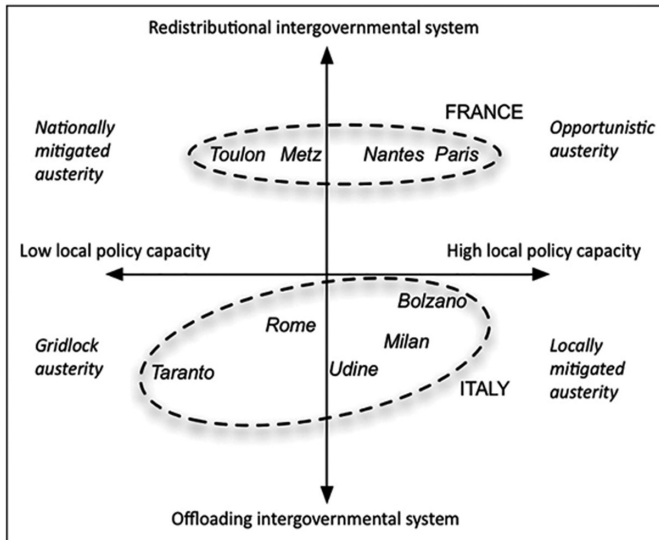 Redistributional intergovernmental system
FRANCE
Nationally
mitigated
austerity
Opportunistic
austerity
Toulon Metz Nantes Paris
Low local policy capacity
High local policy capacity
Bolzano
Rome
Milan
Gridlock
austerity
Taranto
Udine
Locally
mitigated
austerity
ITALY
Offloading intergovernmental system